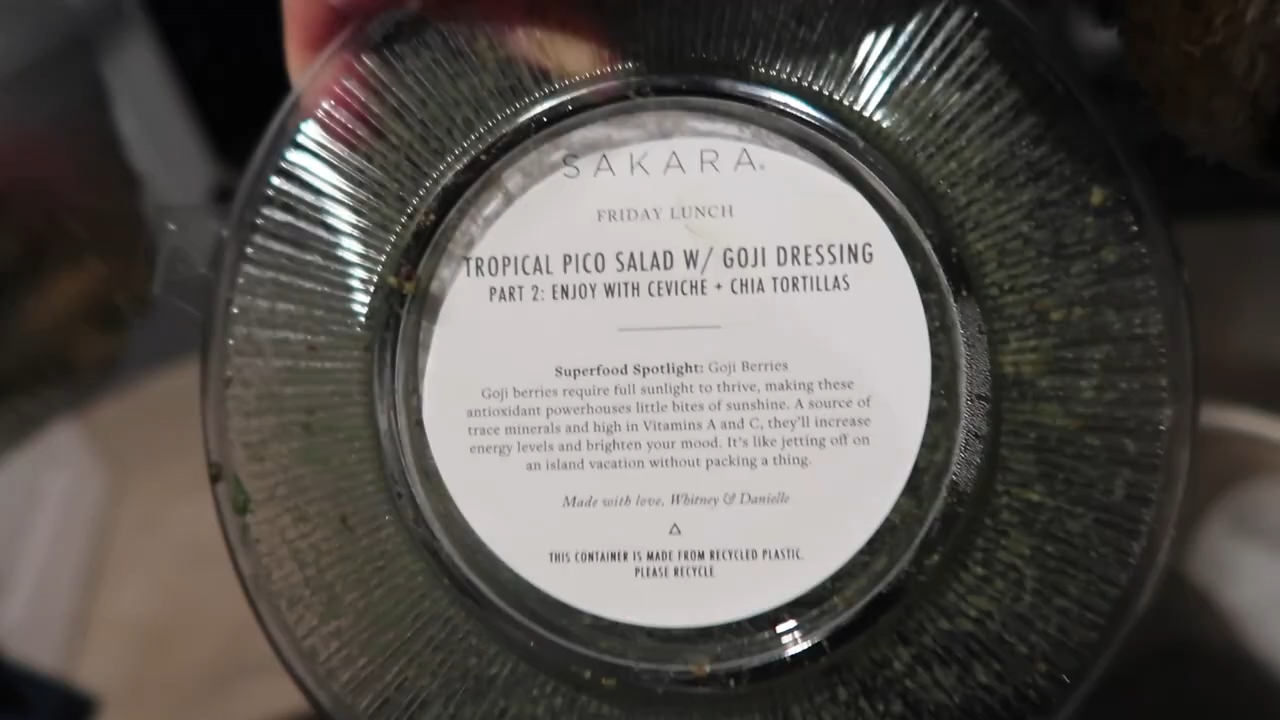 SAKARA.
FRIDAY LUNCH
TROPICAL PICO SALAD W/ GOJI DRESSING
PART 2: ENJOY WITH CEVICHE + CHIA TORTILLAS
Superfood Spotlight: Goji Berries
Goji berries require full sunlight to thrive, making these
antioxidant powerhouses little bites of sunshine. A source of
trace minerals and high in Vitamins A and C, they'll increase
energy levels and brighten your mood. It's like jetting off on
an island vacation without packing a thing.
Made with love, Whitney & Danielle
THIS CONTAINER IS MADE FROM RECYCLED PLASTIC.
PLEASE RECYCLE